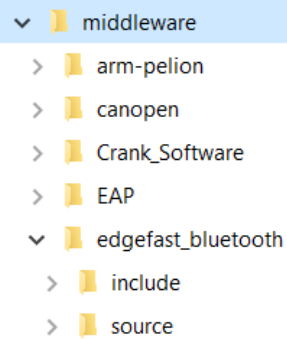 middleware
arm-pelion
canopen
Crank_Software
EAP
edgefast_bluetooth
include
source